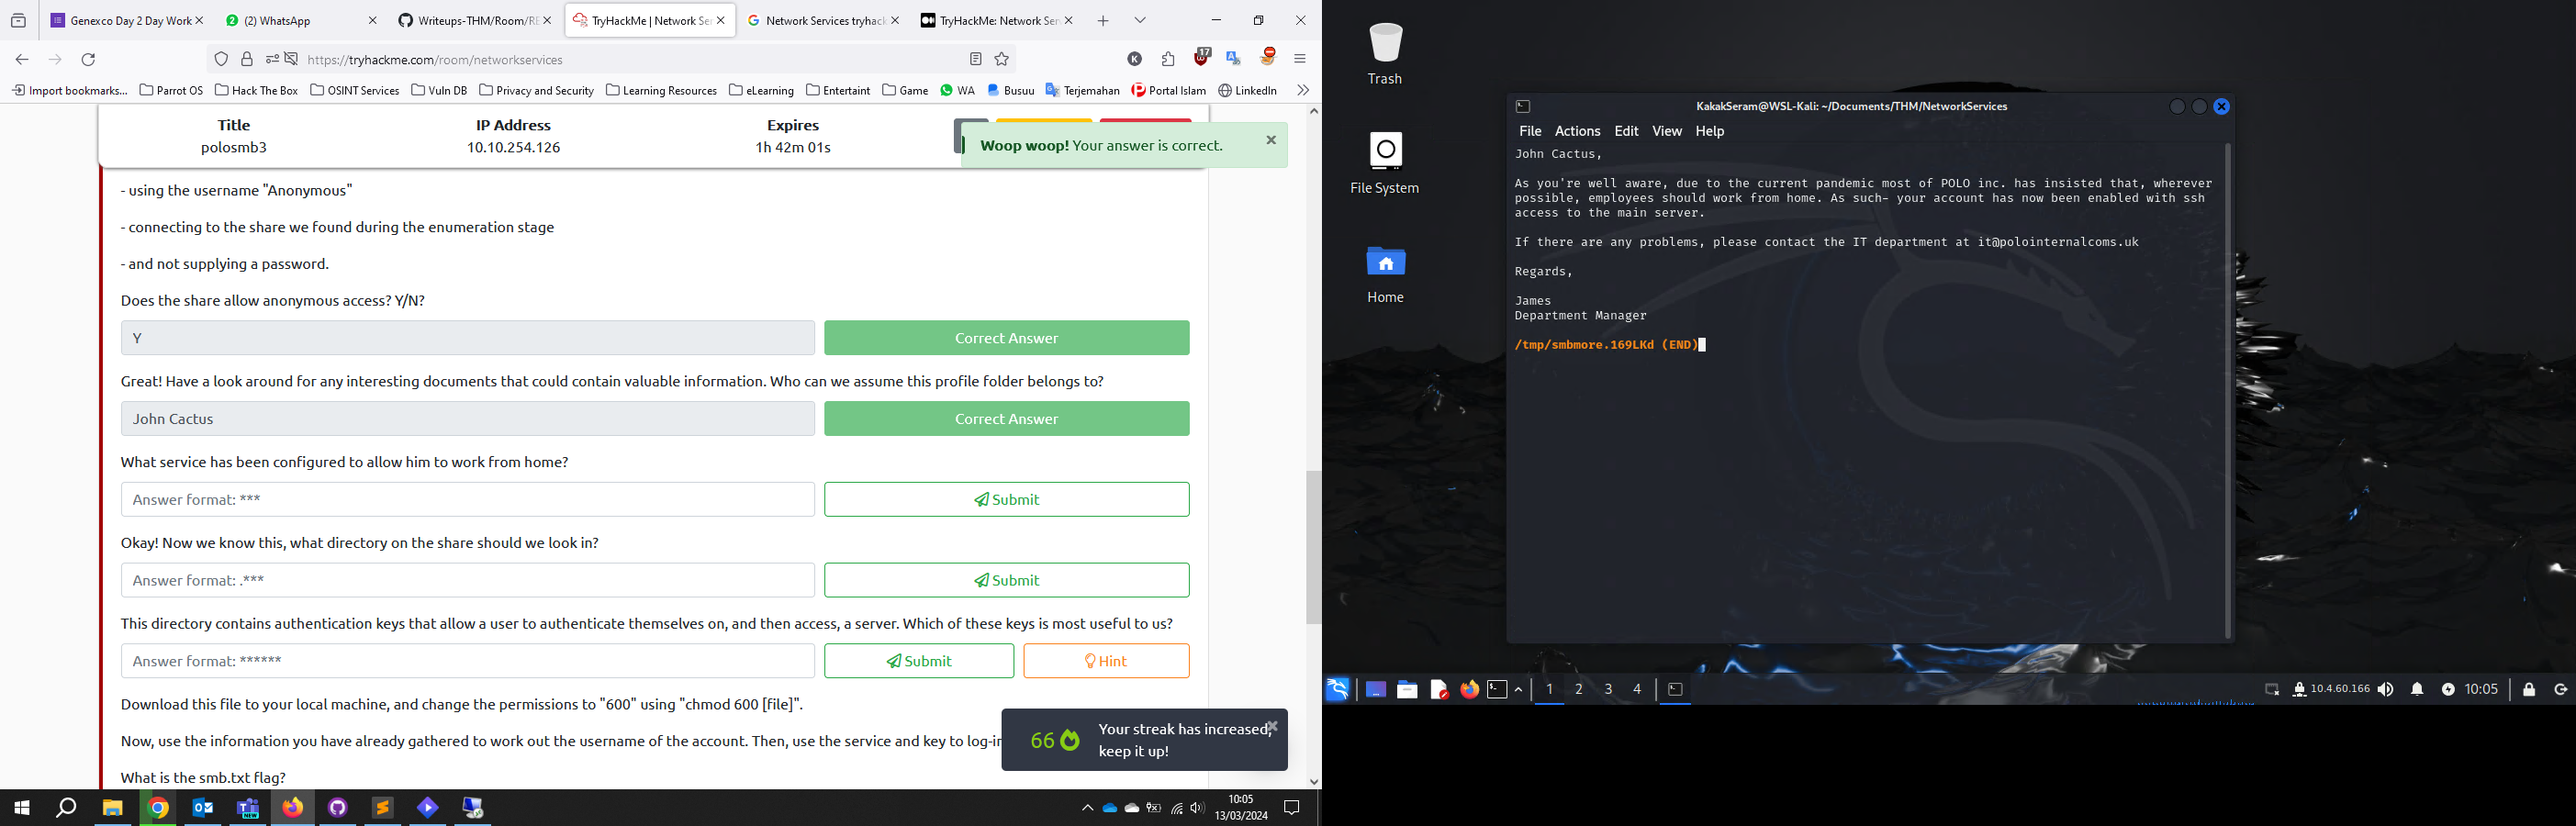 Genexco Day 2 Day Work
(2) WhatsApp
Writeups-THM/Room/RE
TryHackMe | Network Ser
Network Services tryhack
TryHackMe: Network Ser
https://tryhackme.com/room/networkservices
17
Import bookmarks...
Parrot OS
Hack The Box
OSINT Services
Vuln DB
Privacy and Security
Learning Resources
eLearning
Entertaint
Game
WA
Busuu
Terjemahan
Portal Islam
LinkedIn
Title
IP Address
Expires
polosmb3
10.10.254.126
1h 42m 01s
Woop woop! Your answer is correct.
- using the username "Anonymous"
- connecting to the share we found during the enumeration stage
- and not supplying a password.
Does the share allow anonymous access? Y/N?
Y
Correct Answer
Great! Have a look around for any interesting documents that could contain valuable information. Who can we assume this profile folder belongs to?
John Cactus
Correct Answer
What service has been configured to allow him to work from home?
Answer format: ***
Submit
Okay! Now we know this, what directory on the share should we look in?
Answer format: .***
Submit
This directory contains authentication keys that allow a user to authenticate themselves on, and then access, a server. Which of these keys is most useful to us?
Answer format: ******
Submit
Hint
Download this file to your local machine, and change the permissions to "600" using "chmod 600 [file]".
Now, use the information you have already gathered to work out the username of the account. Then, use the service and key to log-in
What is the smb.txt flag?
66
Your streak has increased,
keep it up!
10:05
13/03/2024
Trash
File System
Home
KakakSeram@WSL-Kali: ~/Documents/THM/NetworkServices
File Actions Edit View Help
John Cactus,
As you're well aware, due to the current pandemic most of POLO inc. has insisted that, wherever
possible, employees should work from home. As such- your account has now been enabled with ssh
access to the main server.
If there are any problems, please contact the IT department at it@polointernalcoms.uk
Regards,
James
Department Manager
/tmp/smbmore.169LKd (END)
1 2 3 4
10.4.60.166
10:05